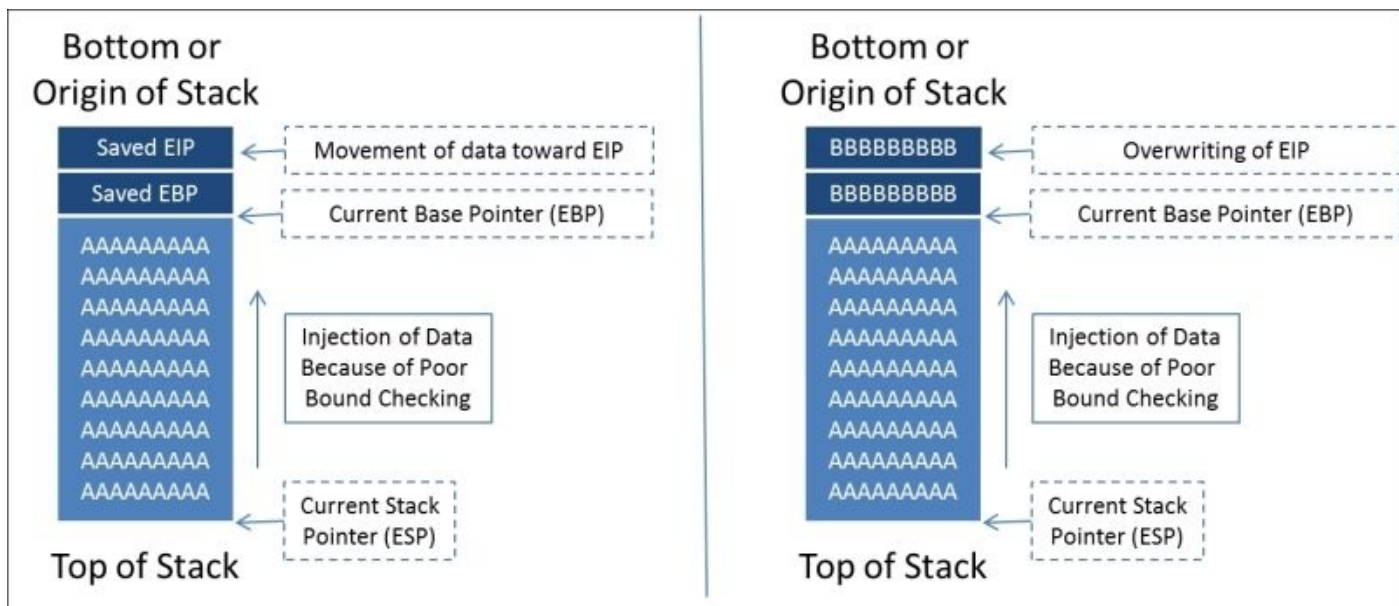 Bottom or
Origin of Stack
Saved EIP
Movement of data toward EIP
Saved EBP
Current Base Pointer (EBP)
AAAAAAAAA
AAAAAAAAA
AAAAAAAAA
AAAAAAAAA
AAAAAAAAA
AAAAAAAAA
AAAAAAAAA
AAAAAAAAA
AAAAAAAAA
Injection of Data
Because of Poor
Bound Checking
Current Stack
Pointer (ESP)
Top of Stack
Bottom or
Origin of Stack
BBBBBBBBB
Overwriting of EIP
BBBBBBBBB
Current Base Pointer (EBP)
AAAAAAAAA
AAAAAAAAA
AAAAAAAAA
AAAAAAAAA
AAAAAAAAA
AAAAAAAAA
AAAAAAAAA
AAAAAAAAA
AAAAAAAAA
Injection of Data
Because of Poor
Bound Checking
Current Stack
Pointer (ESP)
Top of Stack